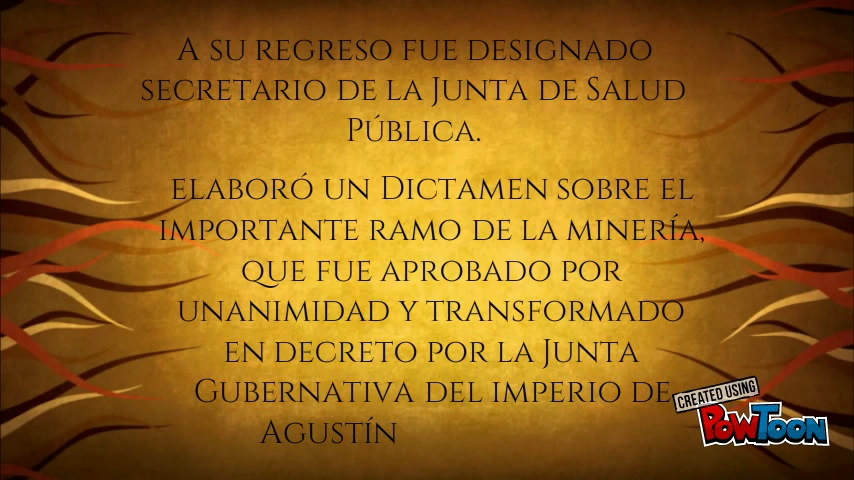 A su regreso fue designado
secretario de la Junta de Salud
Pública.
elaboró un Dictamen sobre el
importante ramo de la minería,
que fue aprobado por
unanimidad y transformado
en decreto por la Junta
Gubernativa del imperio de
Agustín
CREATED USING
PowToon